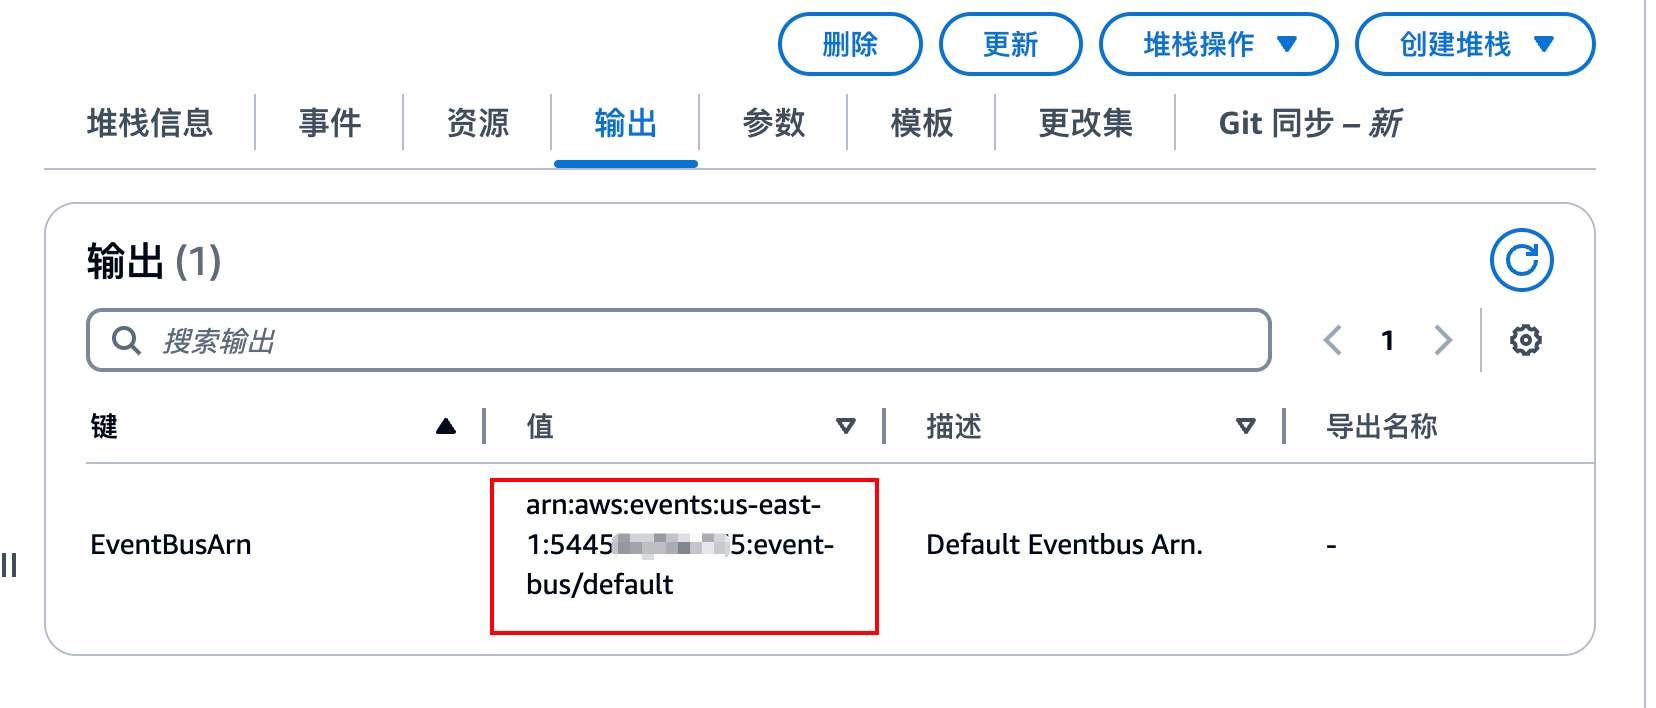 删除 更新 堆栈操作 创建堆栈
堆栈信息 事件 资源 输出 参数 模板 更改集 Git 同步 – 新
输出 (1)
搜索输出 1
键 值 描述 导出名称
arn:aws:events:us-east-
EventBusArn 1:5445 5:event- Default Eventbus Arn. -
bus/default